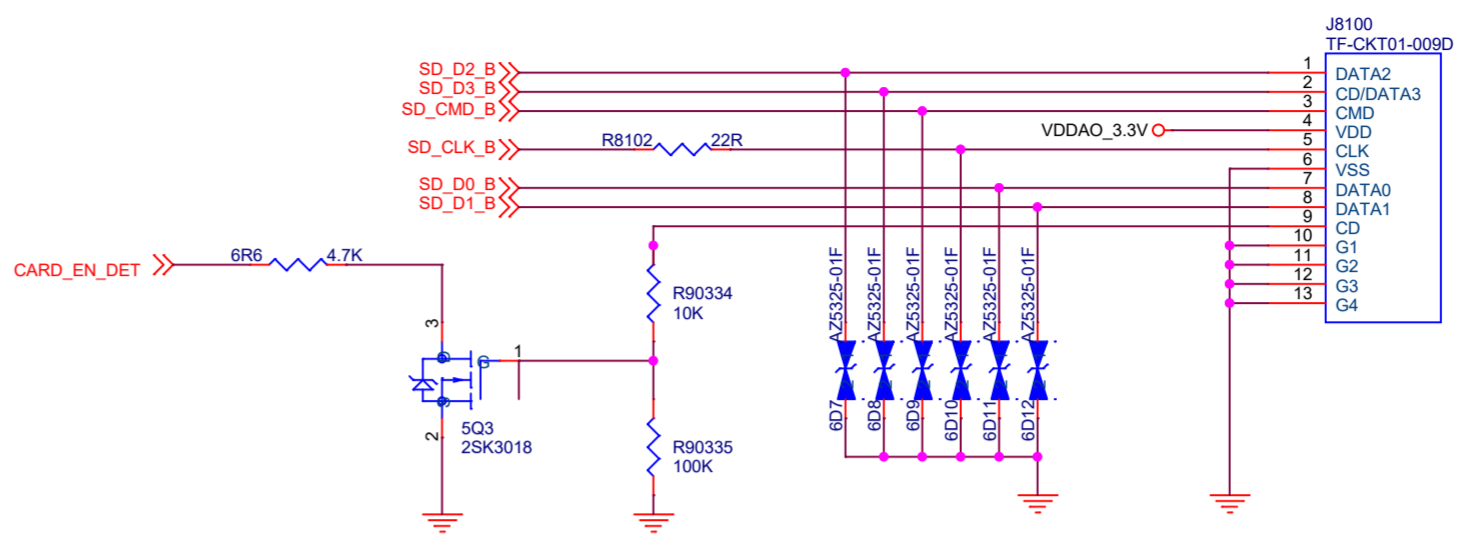 J8100
TF-CKT01-009D
SD_D2_B
1
DATA2
SD_D3_B
2
CD/DATA3
SD_CMD_B
3
CMD
VDDAO_3.3V
4
VDD
SD_CLK_B
R8102
22R
5
CLK
6
VSS
SD_D0_B
7
DATA0
SD_D1_B
8
DATA1
9
CD
10
G1
11
G2
12
G3
13
G4
CARD_EN_DET
6R6
4.7K
R90334
10K
AZ5325-01F
AZ5325-01F
AZ5325-01F
AZ5325-01F
AZ5325-01F
AZ5325-01F
3
D
G
1
S
2
5Q3
2SK3018
R90335
100K
6D7
6D8
6D9
6D10
6D11
6D12